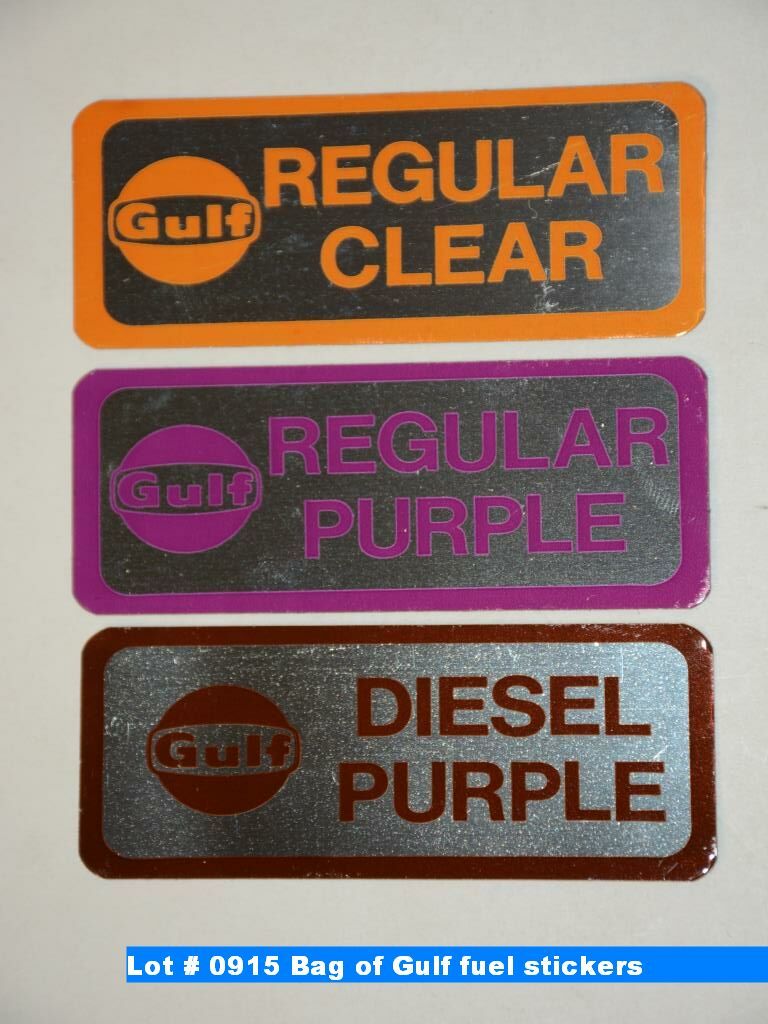 Gulf
REGULAR
CLEAR
Gulf
REGULAR
PURPLE
Gulf
DIESEL
PURPLE
Lot # 0915 Bag of Gulf fuel stickers